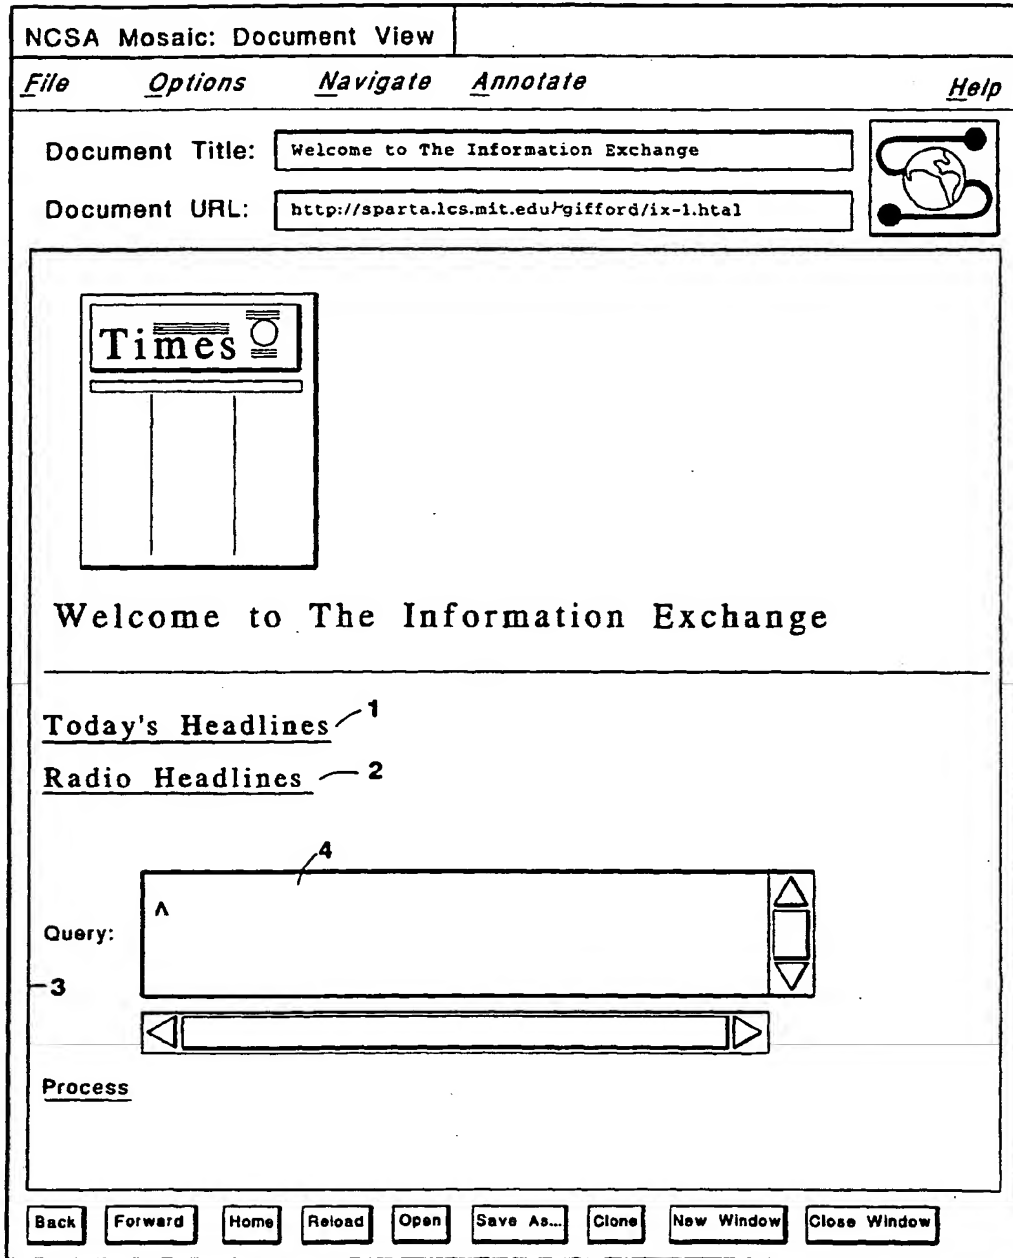 NCSA Mosaic: Document View
File Options Navigate Annotate Help
Document Title: Welcome to The Information Exchange
Document URL: http://sparta.lcs.mit.edu/~gifford/ix-1.htal
Times
Welcome to The Information Exchange
Today's Headlines 1
Radio Headlines 2
4
^
Query:
3
Process
Back Forward Home Reload Open Save As... Clone New Window Close Window